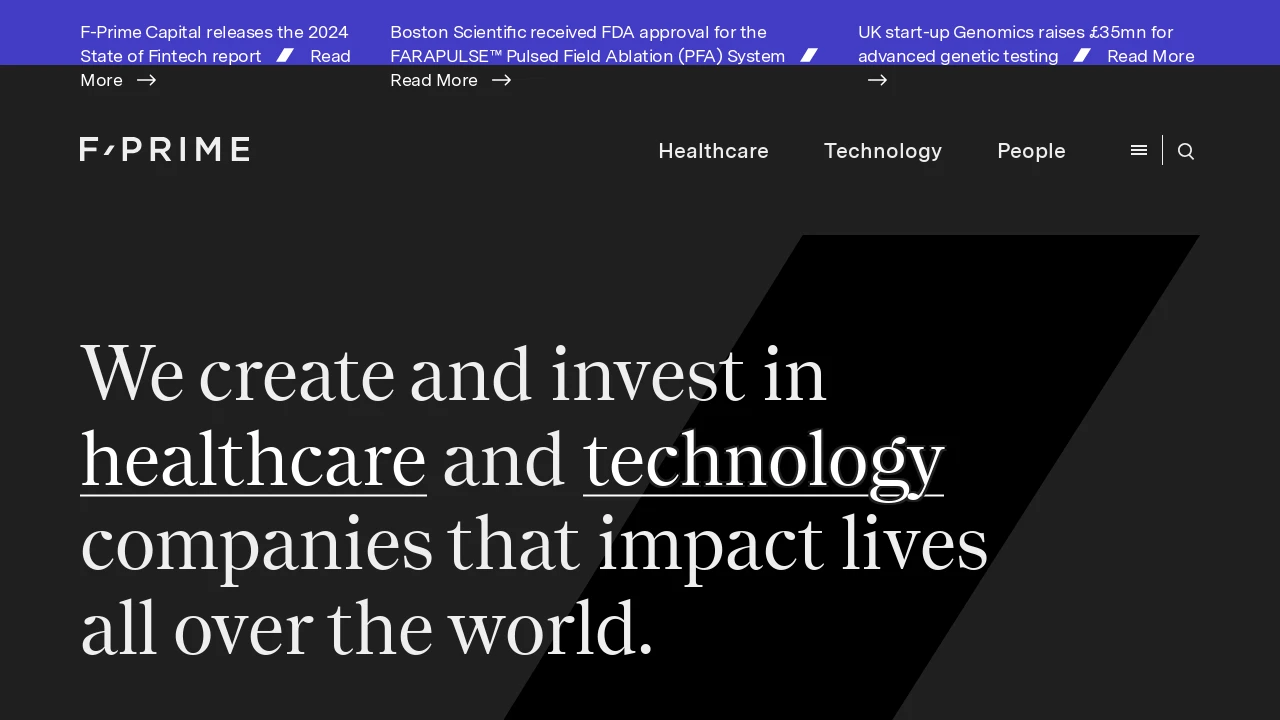 F-Prime Capital releases the 2024
State of Fintech report Read
More
Boston Scientific received FDA approval for the
FARAPULSE™ Pulsed Field Ablation (PFA) System
Read More
UK start-up Genomics raises £35mn for
advanced genetic testing Read More
F-PRIME
Healthcare Technology People
We create and invest in
healthcare and technology
companies that impact lives
all over the world.